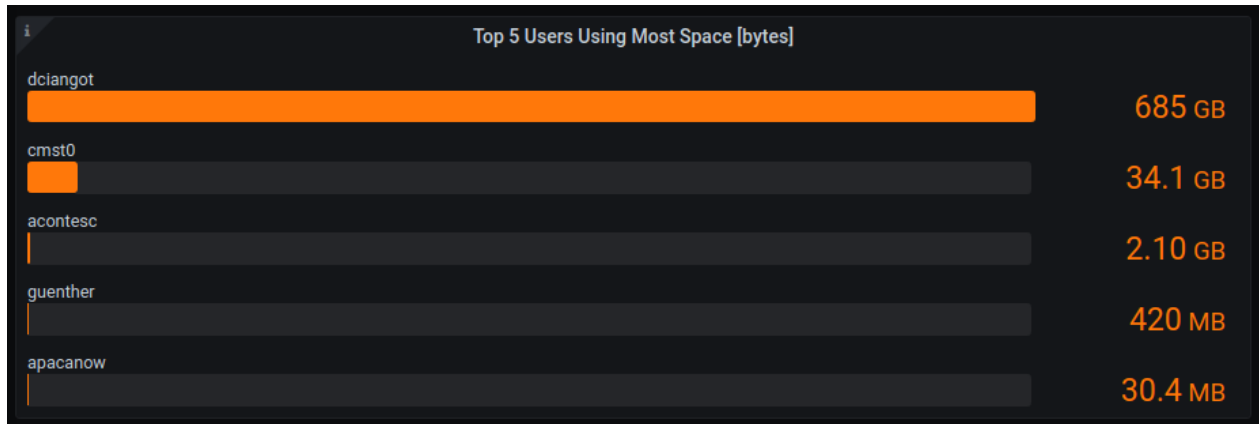 i
Top 5 Users Using Most Space [bytes]
dciangot
685 GB
cmst0
34.1 GB
acontesc
2.10 GB
guenther
420 MB
apacanow
30.4 MB